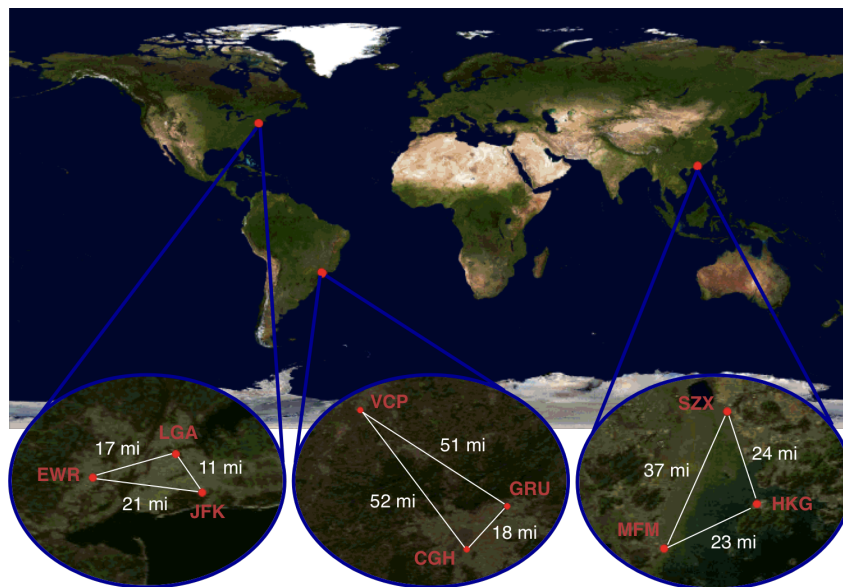 LGA
17 mi
EWR
11 mi
21 mi
JFK
VCP
51 mi
52 mi
GRU
18 mi
CGH
SZX
24 mi
37 mi
HKG
MFM
23 mi